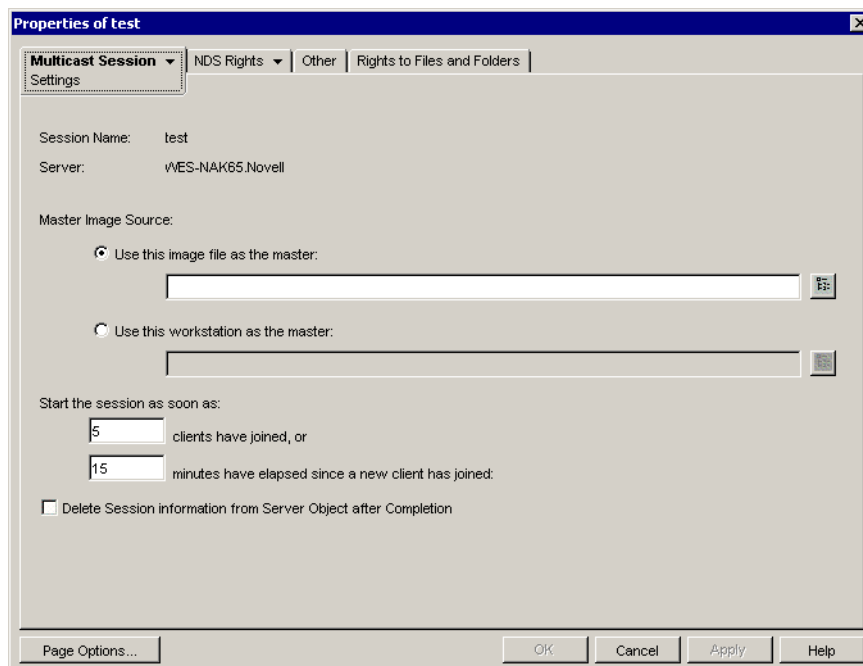 Properties of test
Multicast Session NDS Rights Other Rights to Files and Folders
Settings
Session Name: test
Server: WES-NAK65.Novell
Master Image Source:
Use this image file as the master:
Use this workstation as the master:
Start the session as soon as:
5 clients have joined, or
15 minutes have elapsed since a new client has joined:
Delete Session information from Server Object after Completion
Page Options... OK Cancel Apply Help